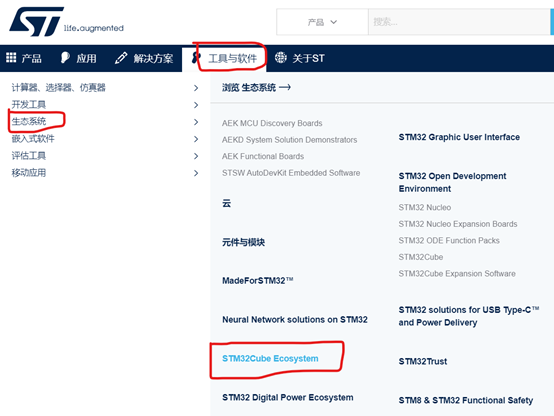 ST
life.augmented
产品
搜索...
产品
应用
解决方案
工具与软件
关于ST
计算器、选择器、仿真器
开发工具
生态系统
嵌入式软件
评估工具
移动应用
浏览 生态系统
AEK MCU Discovery Boards
AEKD System Solution Demonstrators
AEK Functional Boards
STSW AutoDevKit Embedded Software
云
元件与模块
MadeForSTM32™
Neural Network solutions on STM32
STM32Cube Ecosystem
STM32 Digital Power Ecosystem
STM32 Graphic User Interface
STM32 Open Development
Environment
STM32 Nucleo
STM32 Nucleo Expansion Boards
STM32 ODE Function Packs
STM32Cube
STM32Cube Expansion Software
STM32 solutions for USB Type-C™
and Power Delivery
STM32Trust
STM8 & STM32 Functional Safety